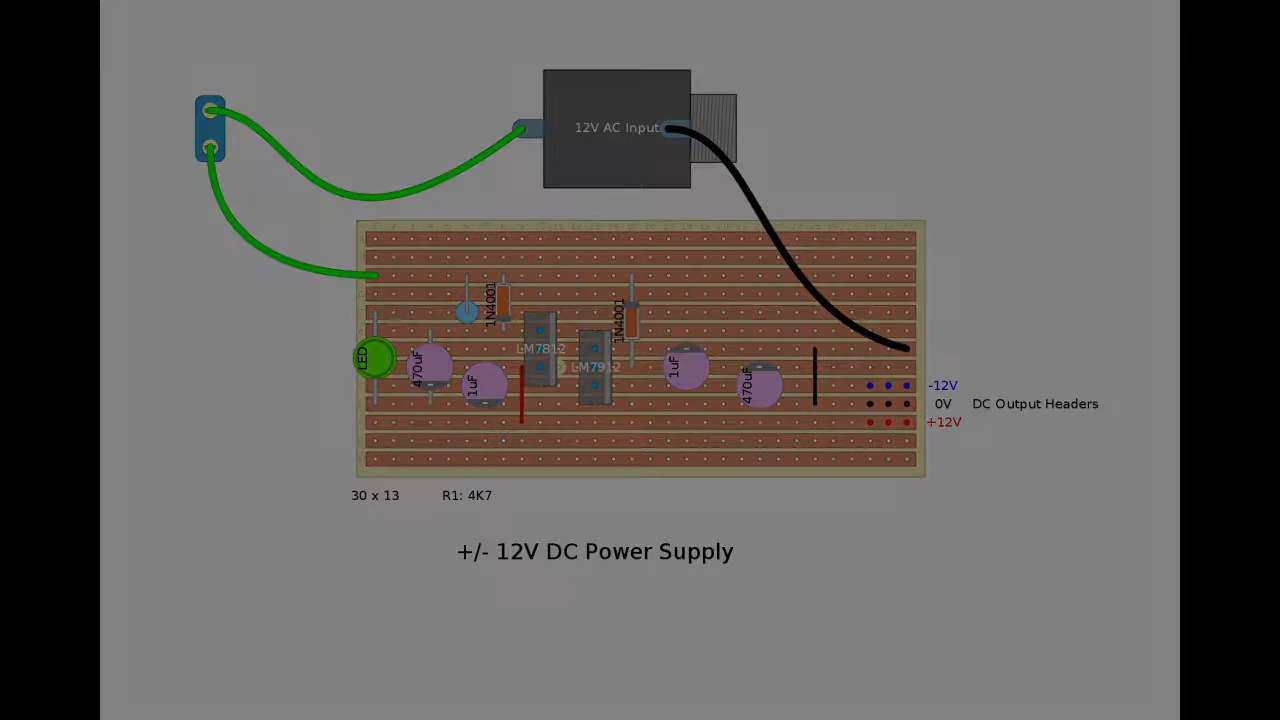 12V AC Input
1N4001
1N4001
LM7812
LED
470uF
1uF
LM7912
1uF
470uF
-12V
0V DC Output Headers
+12V
30 x 13 R1: 4K7
+/- 12V DC Power Supply